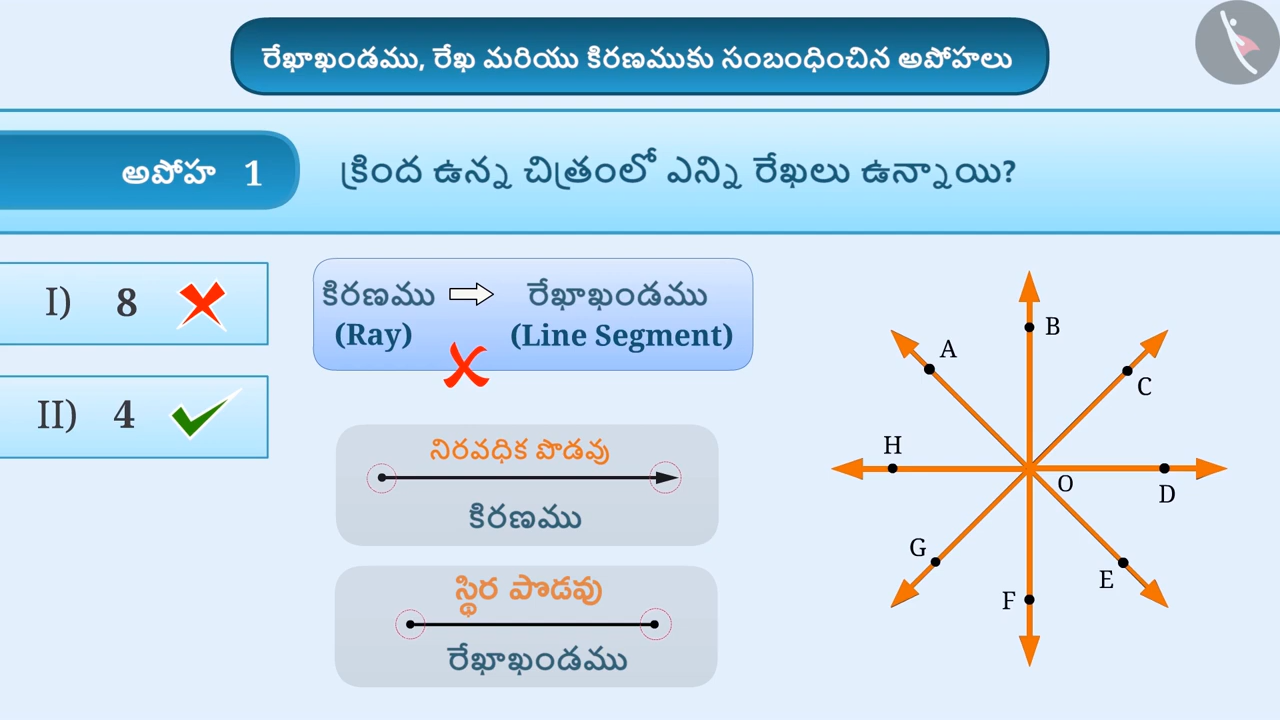 రేఖాఖండము, రేఖ మరియు కిరణముకు సంబంధించిన అపోహలు
అపోహ 1
క్రింద ఉన్న చిత్రంలో ఎన్ని రేఖలు ఉన్నాయి?
I) 8
II) 4
కిరణము రేఖాఖండము
(Ray) (Line Segment)
నిరవధిక పొడవు
కిరణము
స్థిర పొడవు
రేఖాఖండము
B
A
C
H
O
D
G
E
F